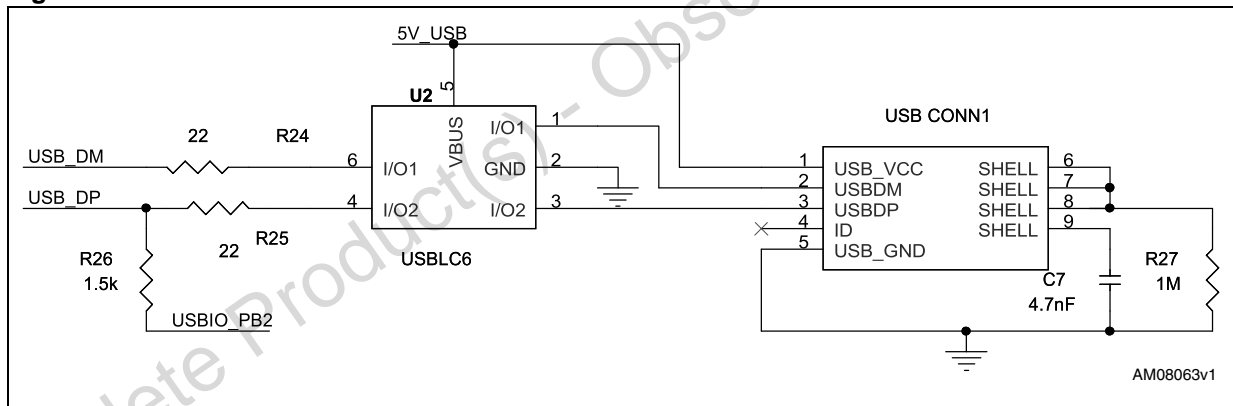 5V_USB
U2
5
VBUS
USB CONN1
22 R24
I/O1 1
USB_DM
6 I/O1
GND 2
1 USB_VCC SHELL 6
2 USBDM SHELL 7
USB_DP
4 I/O2
I/O2 3
3 USBDP SHELL 8
4 ID SHELL 9
5 USB_GND
22 R25
USBLC6
R26
1.5k
C7
4.7nF
R27
1M
USBIO_PB2
AM08063v1
lete Product(s) - Obso